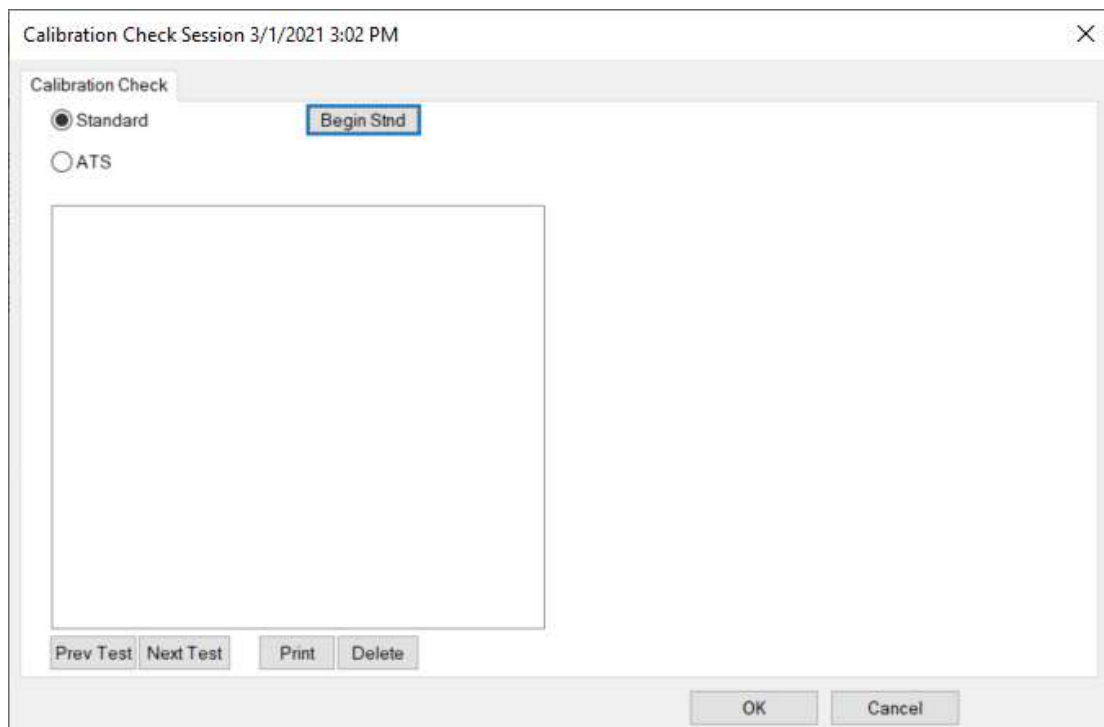 Calibration Check Session 3/1/2021 3:02 PM
Calibration Check
Standard Begin Stnd
ATS
Prev Test Next Test Print Delete
OK Cancel